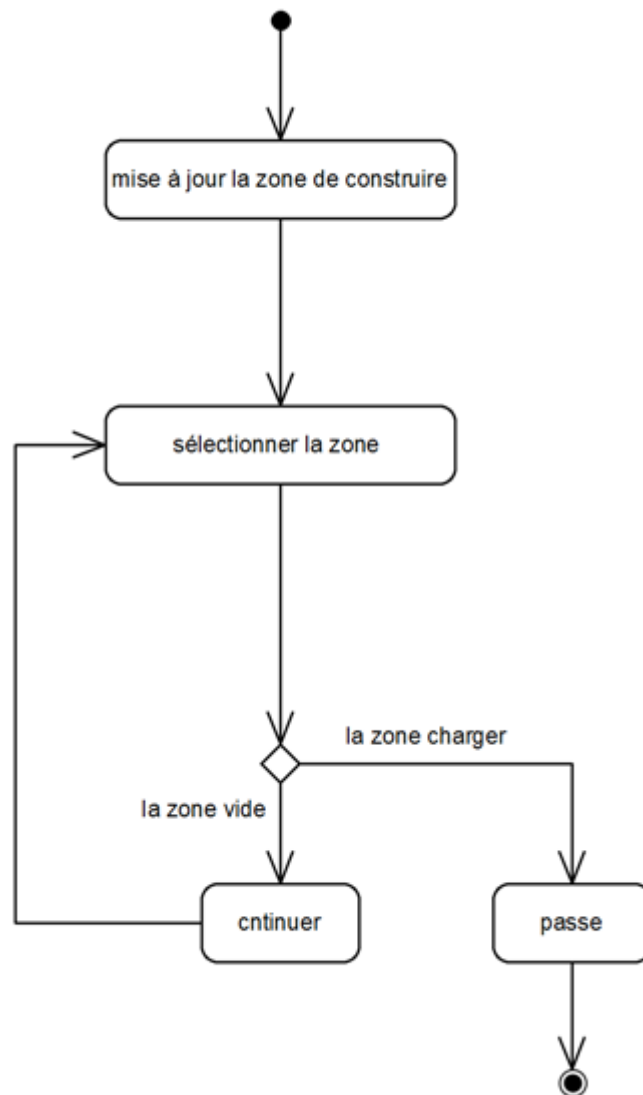 mise à jour la zone de construire
sélectionner la zone
la zone charger
la zone vide
cntinuer
passe